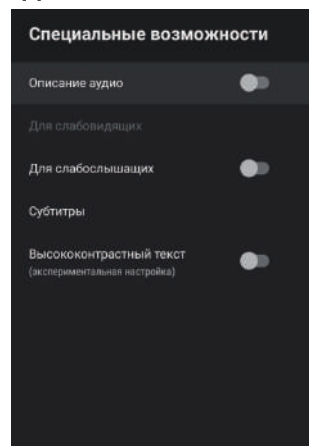 Специальные возможности
Описание аудио
Для слабовидящих
Для слабослышащих
Субтитры
Высококонтрастный текст
(экспериментальная настройка)